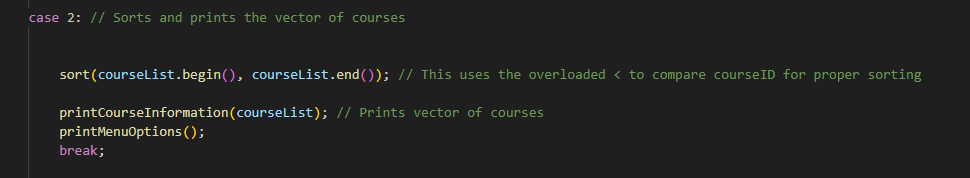 case 2: // Sorts and prints the vector of courses
sort(courseList.begin(), courseList.end()); // This uses the overloaded < to compare courseID for proper sorting
printCourseInformation(courseList); // Prints vector of courses
printMenuOptions();
break;